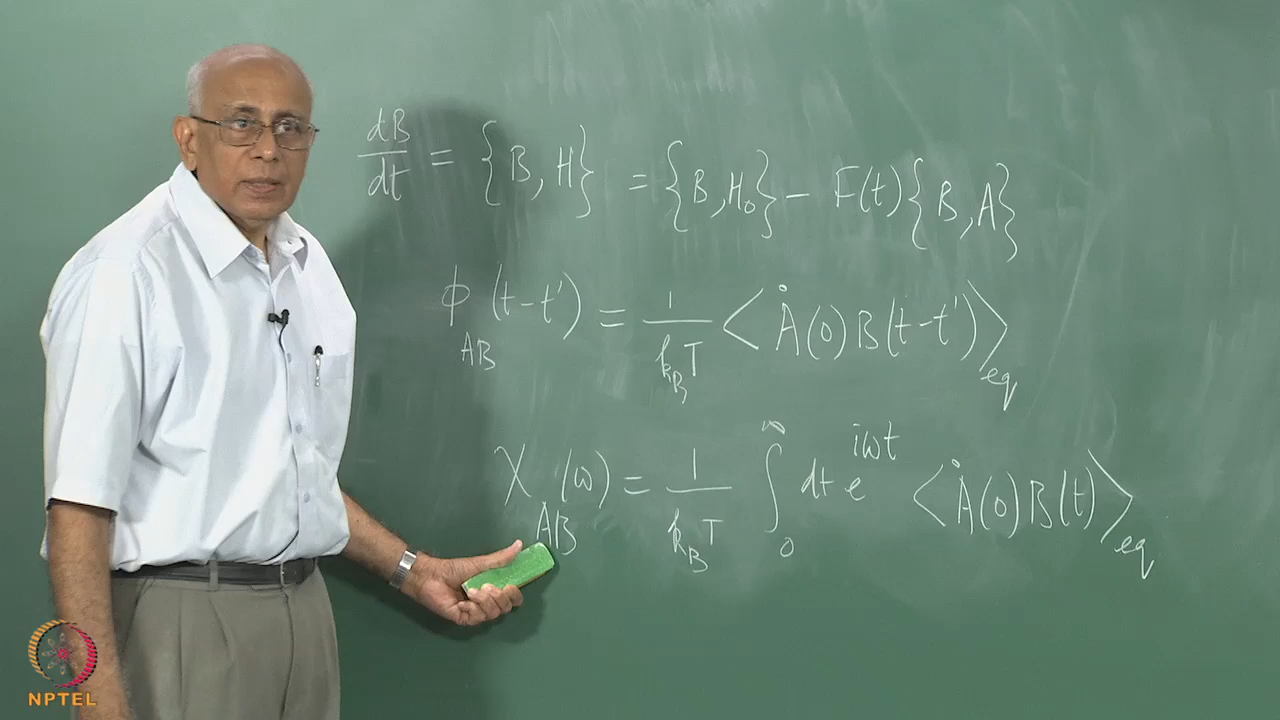 dB/dt = {B, H} = {B, H₀} − F(t){B, A}
ϕ_AB (t−t') = 1/(k_B T) <Ȧ(0)B(t−t')>_eq
χ_AB (ω) = 1/(k_B T) ∫₀^∞ dt e^{iωt} <Ȧ(0)B(t)>_eq
NPTEL